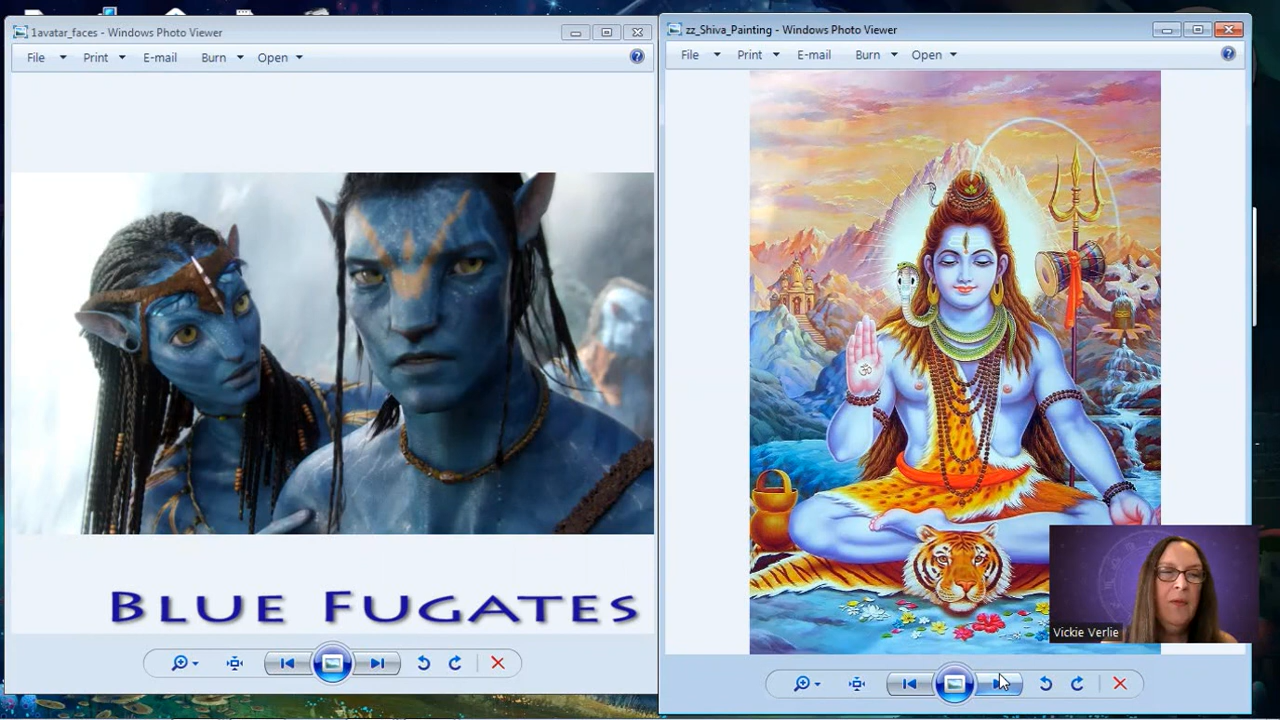 1avatar_faces - Windows Photo Viewer
File Print E-mail Burn Open
BLUE FUGATES
zz_Shiva_Painting - Windows Photo Viewer
File Print E-mail Burn Open
ॐ
Vickie Verlie